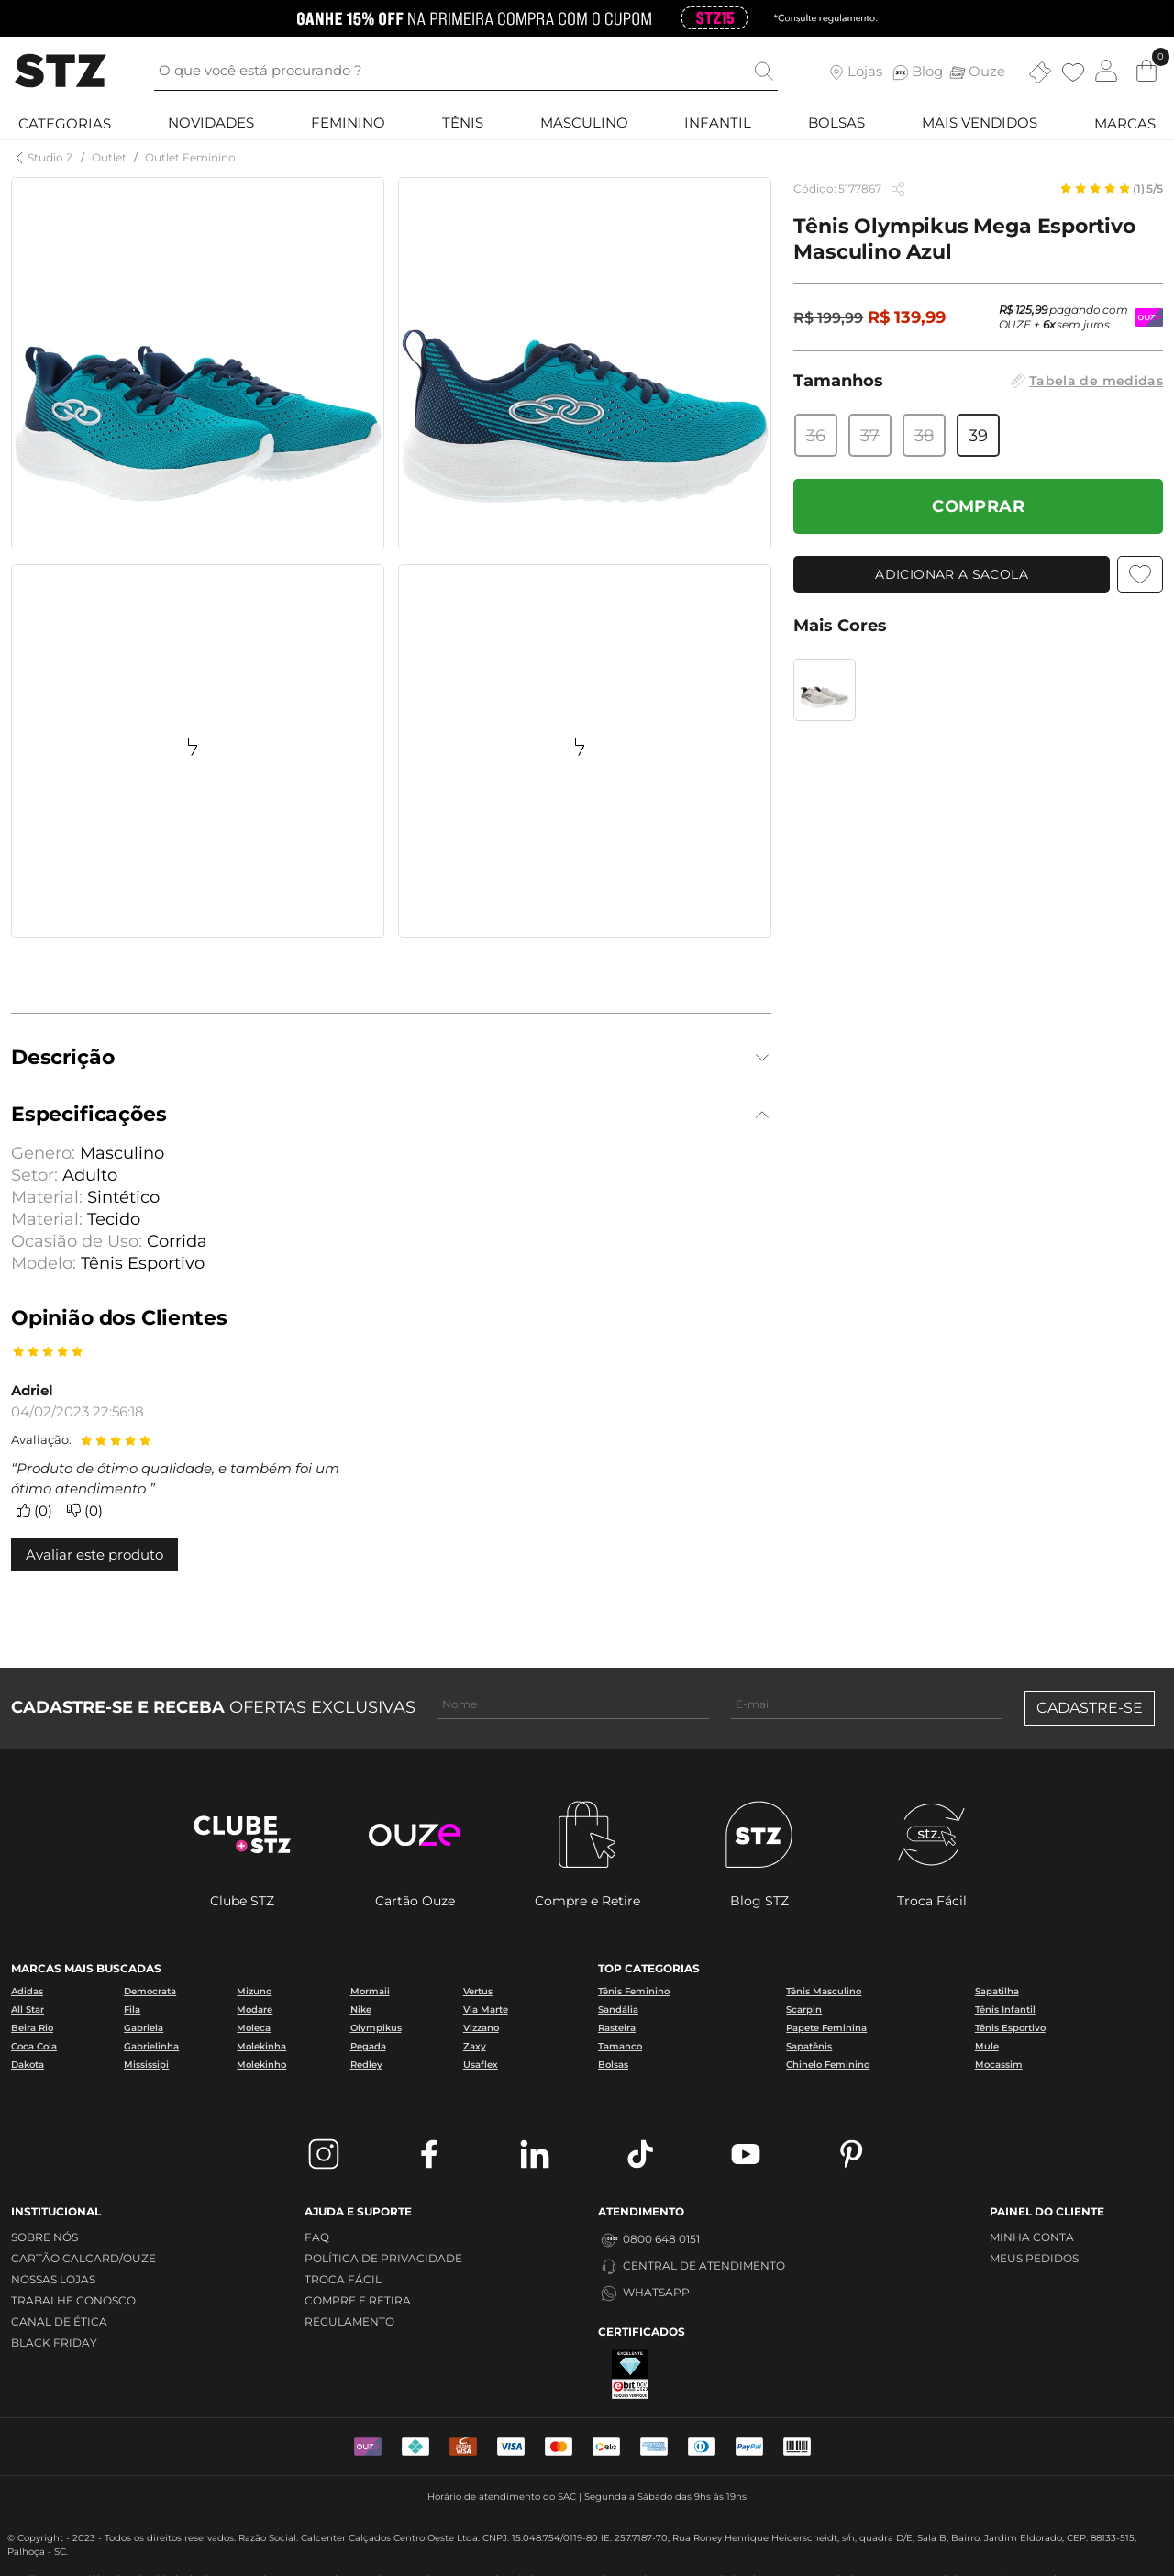 GANHE 15% OFF NA PRIMEIRA COMPRA COM O CUPOM STZ15 *Consulte regulamento.
STZ
O que você está procurando ?
Lojas STZ Blog Ouze 0
CATEGORIAS NOVIDADES FEMININO TÊNIS MASCULINO INFANTIL BOLSAS MAIS VENDIDOS MARCAS
Studio Z / Outlet / Outlet Feminino
Código: 5177867 (1) 5/5
Tênis Olympikus Mega Esportivo
Masculino Azul
R$ 199,99 R$ 139,99
R$ 125,99 pagando com
OUZE + 6x sem juros
OUZE
Tamanhos Tabela de medidas
36 37 38 39
COMPRAR
ADICIONAR A SACOLA
Mais Cores
Descrição
Especificações
Genero: Masculino
Setor: Adulto
Material: Sintético
Material: Tecido
Ocasião de Uso: Corrida
Modelo: Tênis Esportivo
Opinião dos Clientes
Adriel
04/02/2023 22:56:18
Avaliação:
“Produto de ótimo qualidade, e também foi um
ótimo atendimento ”
(0) (0)
Avaliar este produto
CADASTRE-SE E RECEBA OFERTAS EXCLUSIVAS Nome E-mail CADASTRE-SE
CLUBE
+STZ
ouze
STZ
stz.
Clube STZ Cartão Ouze Compre e Retire Blog STZ Troca Fácil
MARCAS MAIS BUSCADAS TOP CATEGORIAS
Adidas Democrata Mizuno Mormaii Vertus Tênis Feminino Tênis Masculino Sapatilha
All Star Fila Modare Nike Via Marte Sandália Scarpin Tênis Infantil
Beira Rio Gabriela Moleca Olympikus Vizzano Rasteira Papete Feminina Tênis Esportivo
Coca Cola Gabrielinha Molekinha Pegada Zaxy Tamanco Sapatênis Mule
Dakota Mississipi Molekinho Redley Usaflex Bolsas Chinelo Feminino Mocassim
INSTITUCIONAL
SOBRE NÓS
CARTÃO CALCARD/OUZE
NOSSAS LOJAS
TRABALHE CONOSCO
CANAL DE ÉTICA
BLACK FRIDAY
AJUDA E SUPORTE
FAQ
POLÍTICA DE PRIVACIDADE
TROCA FÁCIL
COMPRE E RETIRA
REGULAMENTO
ATENDIMENTO
0800 648 0151
CENTRAL DE ATENDIMENTO
WHATSAPP
CERTIFICADOS
EXCELENTE
ebit
PAINEL DO CLIENTE
MINHA CONTA
MEUS PEDIDOS
OUZE VISA VISA elo PayPal
Horário de atendimento do SAC | Segunda a Sábado das 9hs às 19hs
© Copyright - 2023 - Todos os direitos reservados. Razão Social: Calcenter Calçados Centro Oeste Ltda. CNPJ: 15.048.754/0119-80 IE: 257.7187-70, Rua Roney Henrique Heiderscheidt, s/n, quadra D/E, Sala B, Bairro: Jardim Eldorado, CEP: 88133-515,
Palhoça - SC.